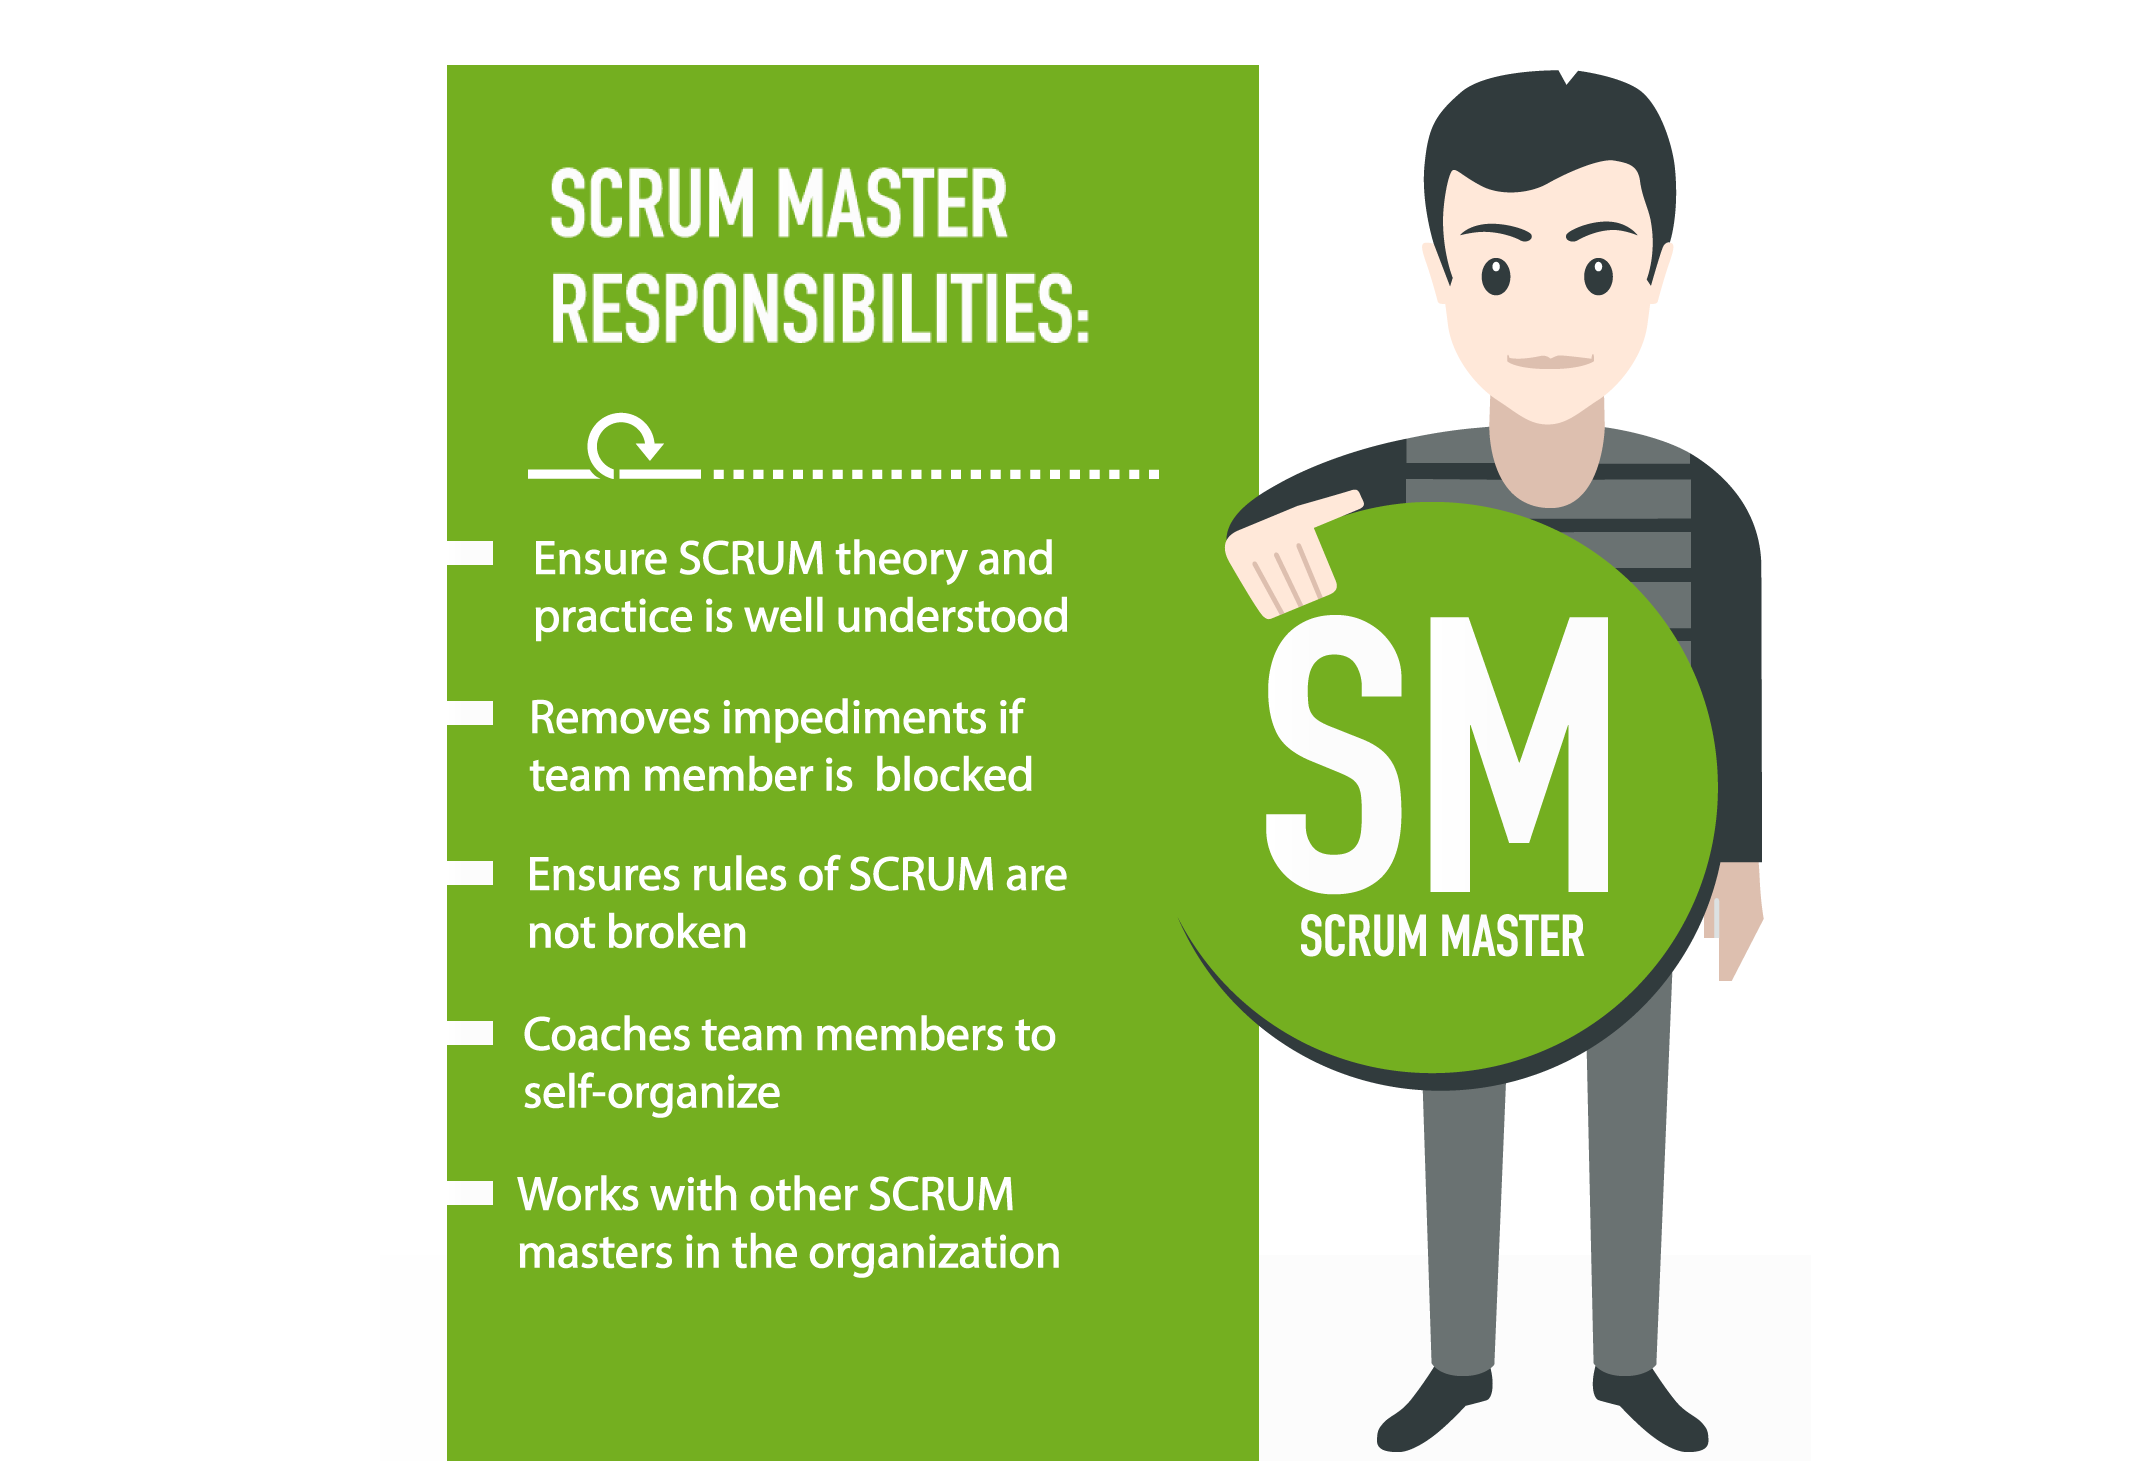 SCRUM MASTER
RESPONSIBILITIES:
Ensure SCRUM theory and
practice is well understood
Removes impediments if
team member is  blocked
Ensures rules of SCRUM are
not broken
Coaches team members to
self-organize
Works with other SCRUM
masters in the organization
SM
SCRUM MASTER